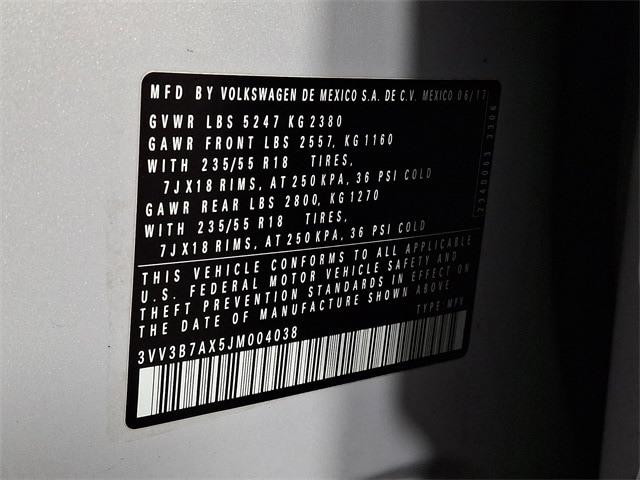 MFD BY VOLKSWAGEN DE MEXICO S.A. DE C.V. MEXICO 06/17
GVWR LBS 5247 KG 2380
GAWR FRONT LBS 2557, KG 1160
WITH 235/55 R18 TIRES,
7JX18 RIMS, AT 250 KPA, 36 PSI COLD
GAWR REAR LBS 2800, KG 1270
WITH 235/55 R18 TIRES,
7JX18 RIMS, AT 250 KPA, 36 PSI COLD
THIS VEHICLE CONFORMS TO ALL APPLICABLE
U.S. FEDERAL MOTOR VEHICLE SAFETY AND
THEFT PREVENTION STANDARDS IN EFFECT ON
THE DATE OF MANUFACTURE SHOWN ABOVE
TYPE: MPV
3VV3B7AX5JM004038
2340063 3306